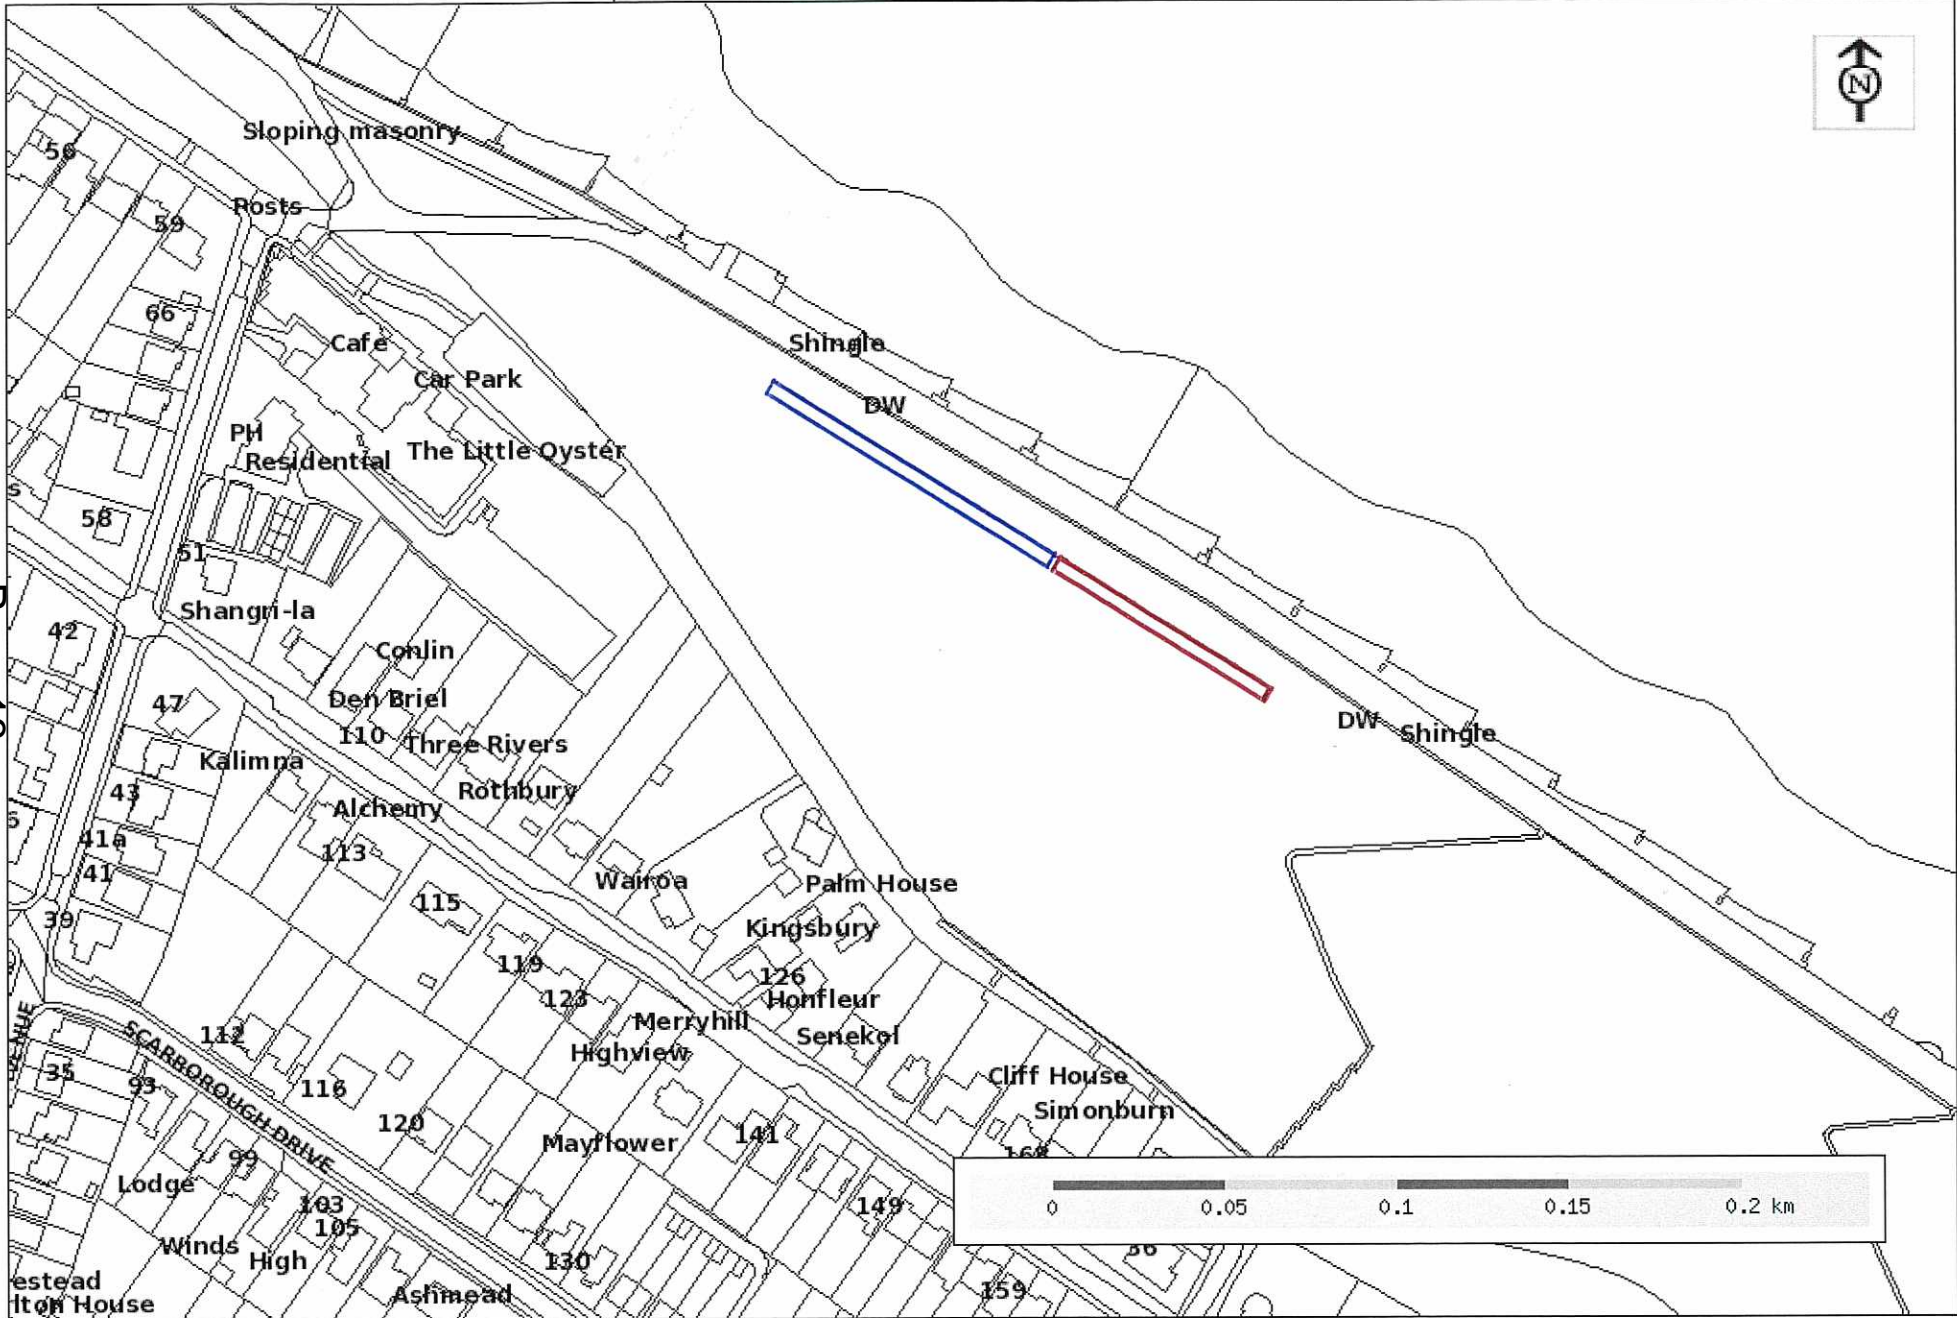 N
Sloping masonry
56
Posts
59
66
Shingle
Cafe
Car Park
DW
PH
The Little Oyster
Residential
s
58
51
Shangri-la
42
Conlin
Den Briel
47
110
Three Rivers
DW
Shingle
Kalimna
Rothbury
43
Alchemy
41a
113
41
Wairoa
Palm House
115
39
Kingsbury
119
126
123
Honfleur
Merryhill
Senekol
112
Highview
SCARBOROUGH DRIVE
35
93
116
Cliff House
Simonburn
120
Mayflower
141
168
99
Lodge
103
149
105
0 0.05 0.1 0.15 0.2 km
Winds
High
130
36
estead
159
lton House
Ashmead